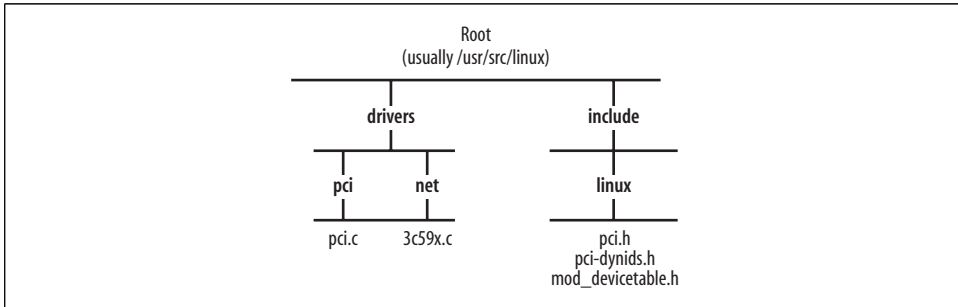 Root
(usually /usr/src/linux)
drivers
include
pci
net
linux
pci.c
3c59x.c
pci.h
pci-dynids.h
mod_devicetable.h